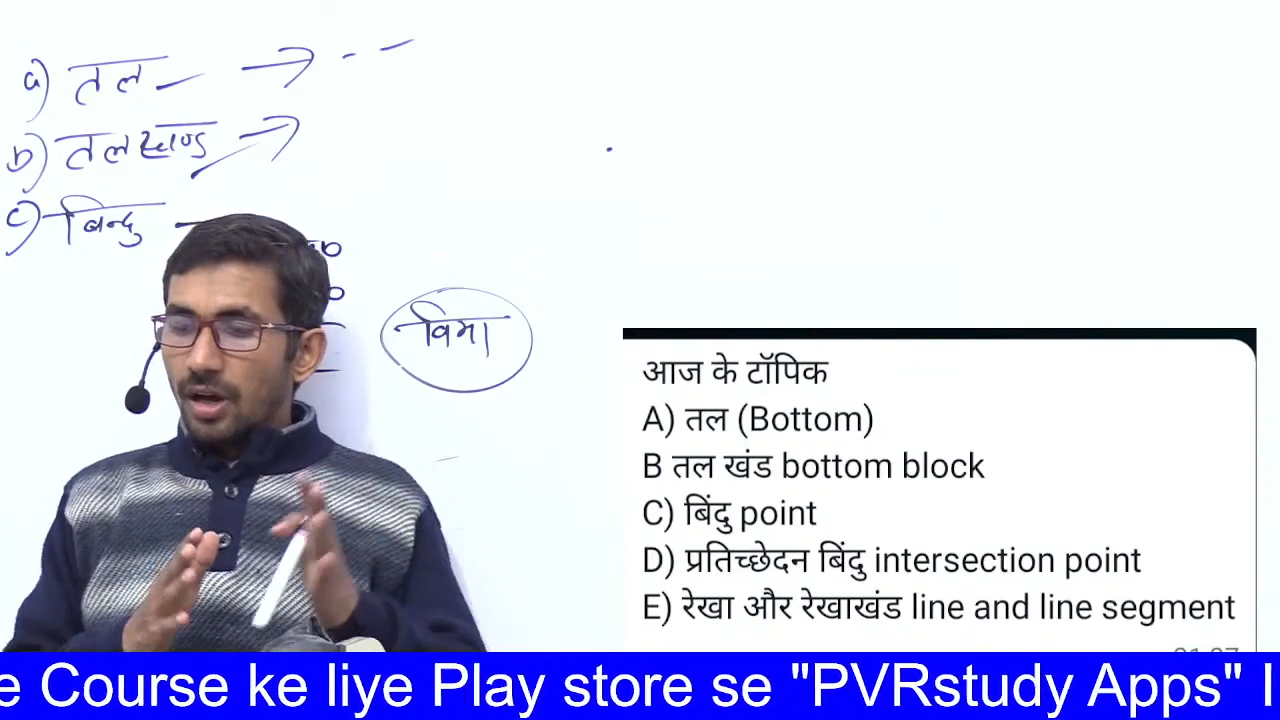 a) तल
b) तलखण्ड
c) बिन्दु
विमा
आज के टॉपिक
A) तल (Bottom)
B तल खंड bottom block
C) बिंदु point
D) प्रतिच्छेदन बिंदु intersection point
E) रेखा और रेखाखंड line and line segment
e Course ke liye Play store se "PVRstudy Apps" I